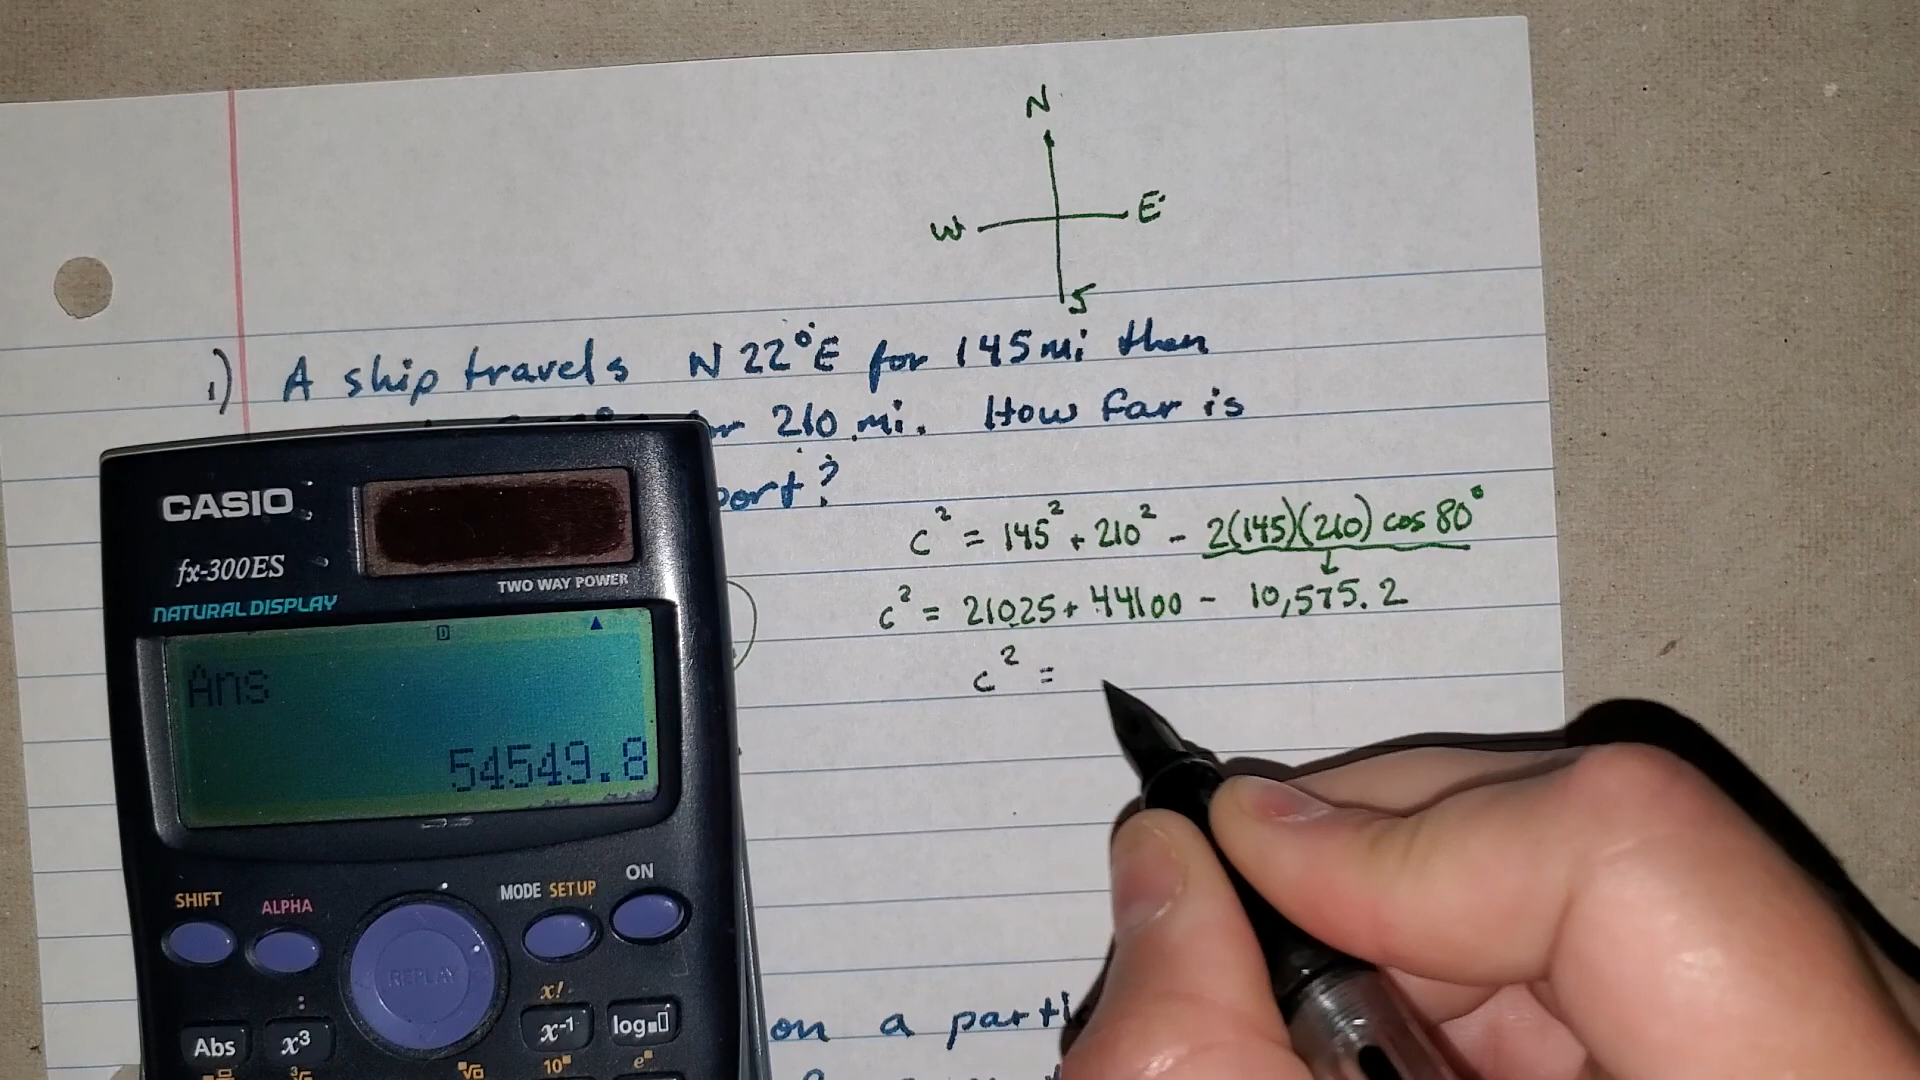 N
W E
S
1) A ship travels N 22° E for 145 mi then
210 mi. How far is
port?
c² = 145² + 210² - 2(145)(210) cos 80°
c² = 21025 + 44100 - 10,575.2
c² =
on a
CASIO
fx-300ES
TWO WAY POWER
NATURAL DISPLAY
D ▲
Ans
54549.8
SHIFT ALPHA MODE SETUP ON
REPLAY
: x!
Abs x³ x⁻¹ log■□
³√ √□ 10■ e■